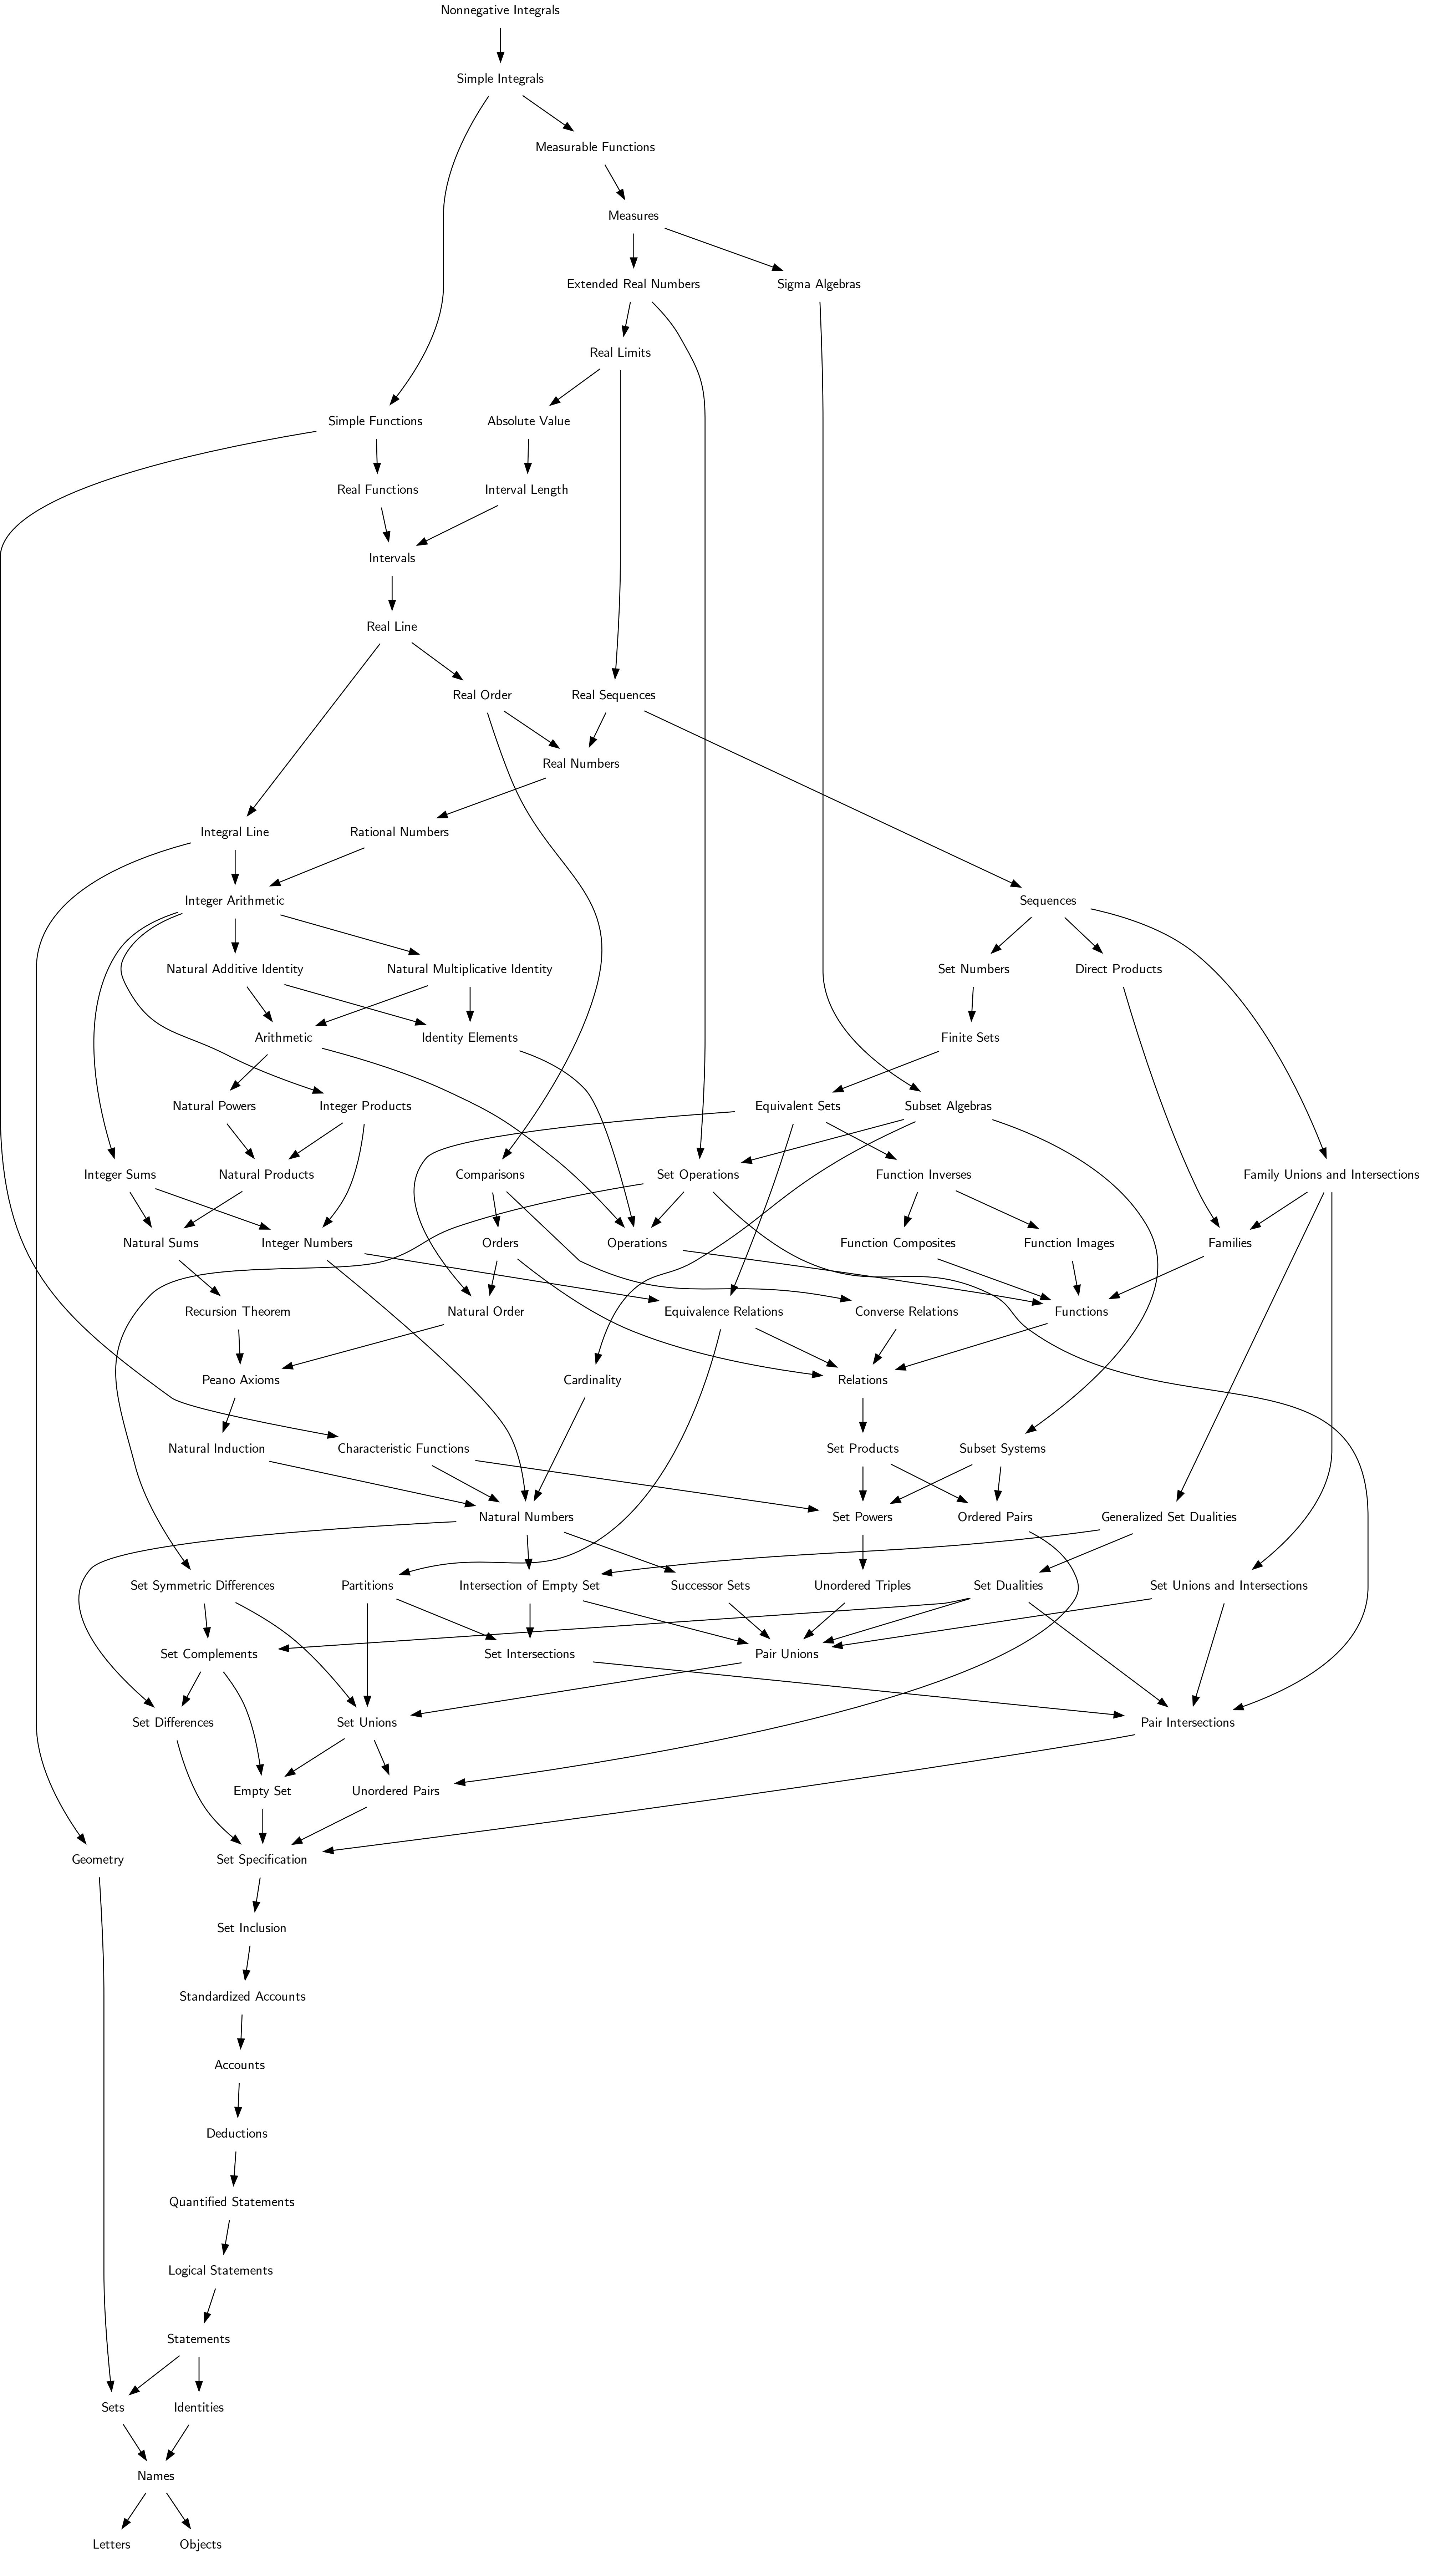 Nonnegative Integrals
Simple Integrals
Measurable Functions
Measures
Extended Real Numbers
Sigma Algebras
Real Limits
Simple Functions
Absolute Value
Real Functions
Interval Length
Intervals
Real Line
Real Order
Real Sequences
Real Numbers
Integral Line
Rational Numbers
Integer Arithmetic
Sequences
Natural Additive Identity
Natural Multiplicative Identity
Set Numbers
Direct Products
Arithmetic
Identity Elements
Finite Sets
Natural Powers
Integer Products
Equivalent Sets
Subset Algebras
Integer Sums
Natural Products
Comparisons
Set Operations
Function Inverses
Family Unions and Intersections
Natural Sums
Integer Numbers
Orders
Operations
Function Composites
Function Images
Families
Recursion Theorem
Natural Order
Equivalence Relations
Converse Relations
Functions
Peano Axioms
Cardinality
Relations
Natural Induction
Characteristic Functions
Set Products
Subset Systems
Natural Numbers
Set Powers
Ordered Pairs
Generalized Set Dualities
Set Symmetric Differences
Partitions
Intersection of Empty Set
Successor Sets
Unordered Triples
Set Dualities
Set Unions and Intersections
Set Complements
Set Intersections
Pair Unions
Set Differences
Set Unions
Pair Intersections
Empty Set
Unordered Pairs
Geometry
Set Specification
Set Inclusion
Standardized Accounts
Accounts
Deductions
Quantified Statements
Logical Statements
Statements
Sets
Identities
Names
Letters
Objects